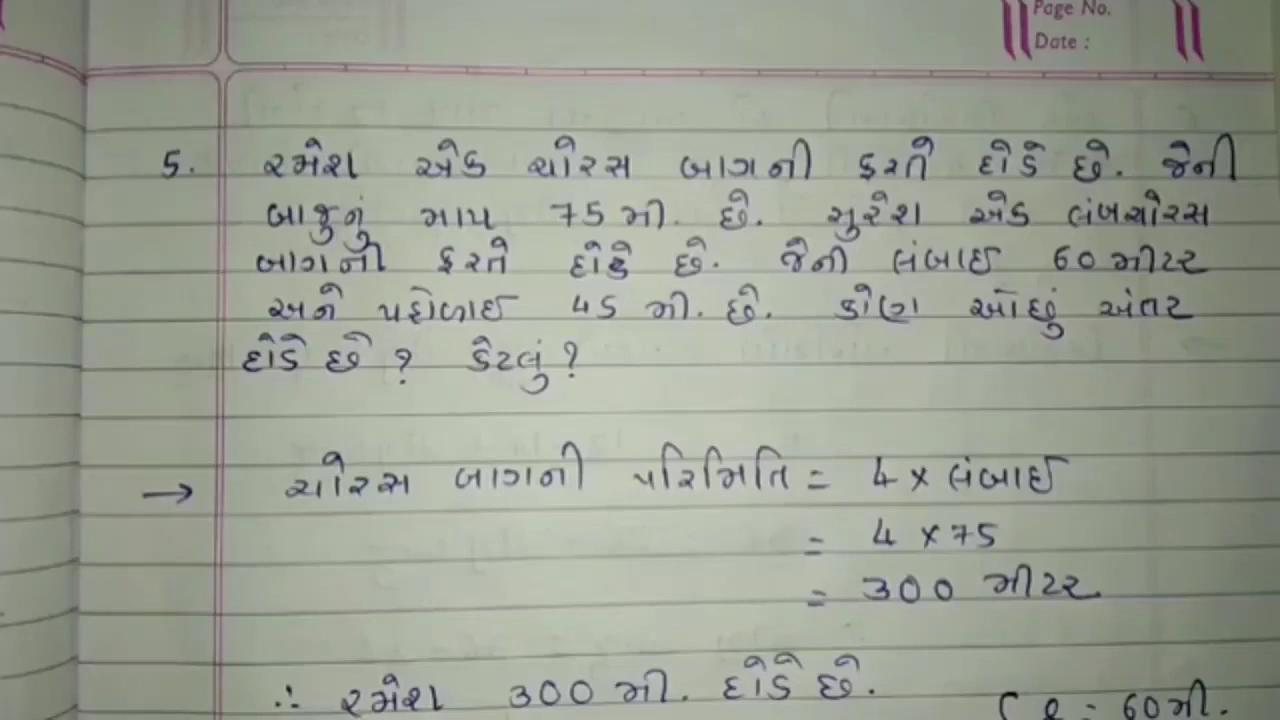 Page No.
Date :
5. રમેશ એક ચોરસ બાગની ફરતે દોડે છે. જેની
બાજુનું માપ 75 મી. છે. સુરેશ એક લંબચોરસ
બાગની ફરતે દોડે છે. જેની લંબાઈ 60 મીટર
અને પહોળાઈ 45 મી. છે. કોણ ઓછું અંતર
દોડે છે ? કેટલું ?
→ ચોરસ બાગની પરિમિતિ = 4 × લંબાઈ
= 4 × 75
= 300 મીટર
∴ રમેશ 300 મી. દોડે છે.
( l = 60 મી.